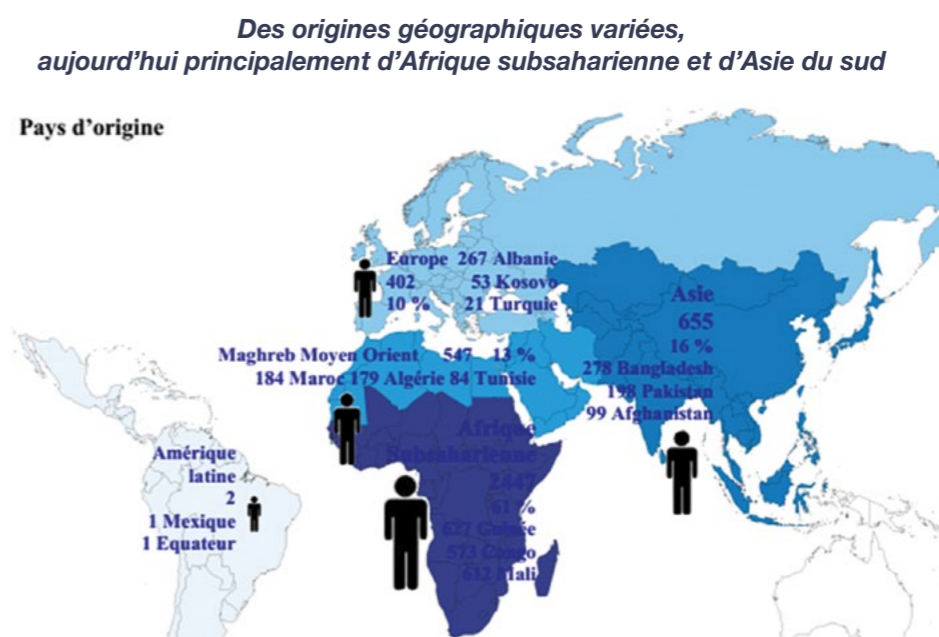 Des origines géographiques variées,
aujourd’hui principalement d’Afrique subsaharienne et d’Asie du sud
Pays d’origine
Europe 267 Albanie
402 53 Kosovo
10 % 21 Turquie
Asie
655
16 %
278 Bangladesh
198 Pakistan
99 Afghanistan
Maghreb Moyen Orient 547 13 %
184 Maroc 179 Algérie 84 Tunisie
Afrique
Subsaharienne
2447
61 %
627 Guinée
573 Congo
612 Mali
Amérique
latine
2
1 Mexique
1 Equateur